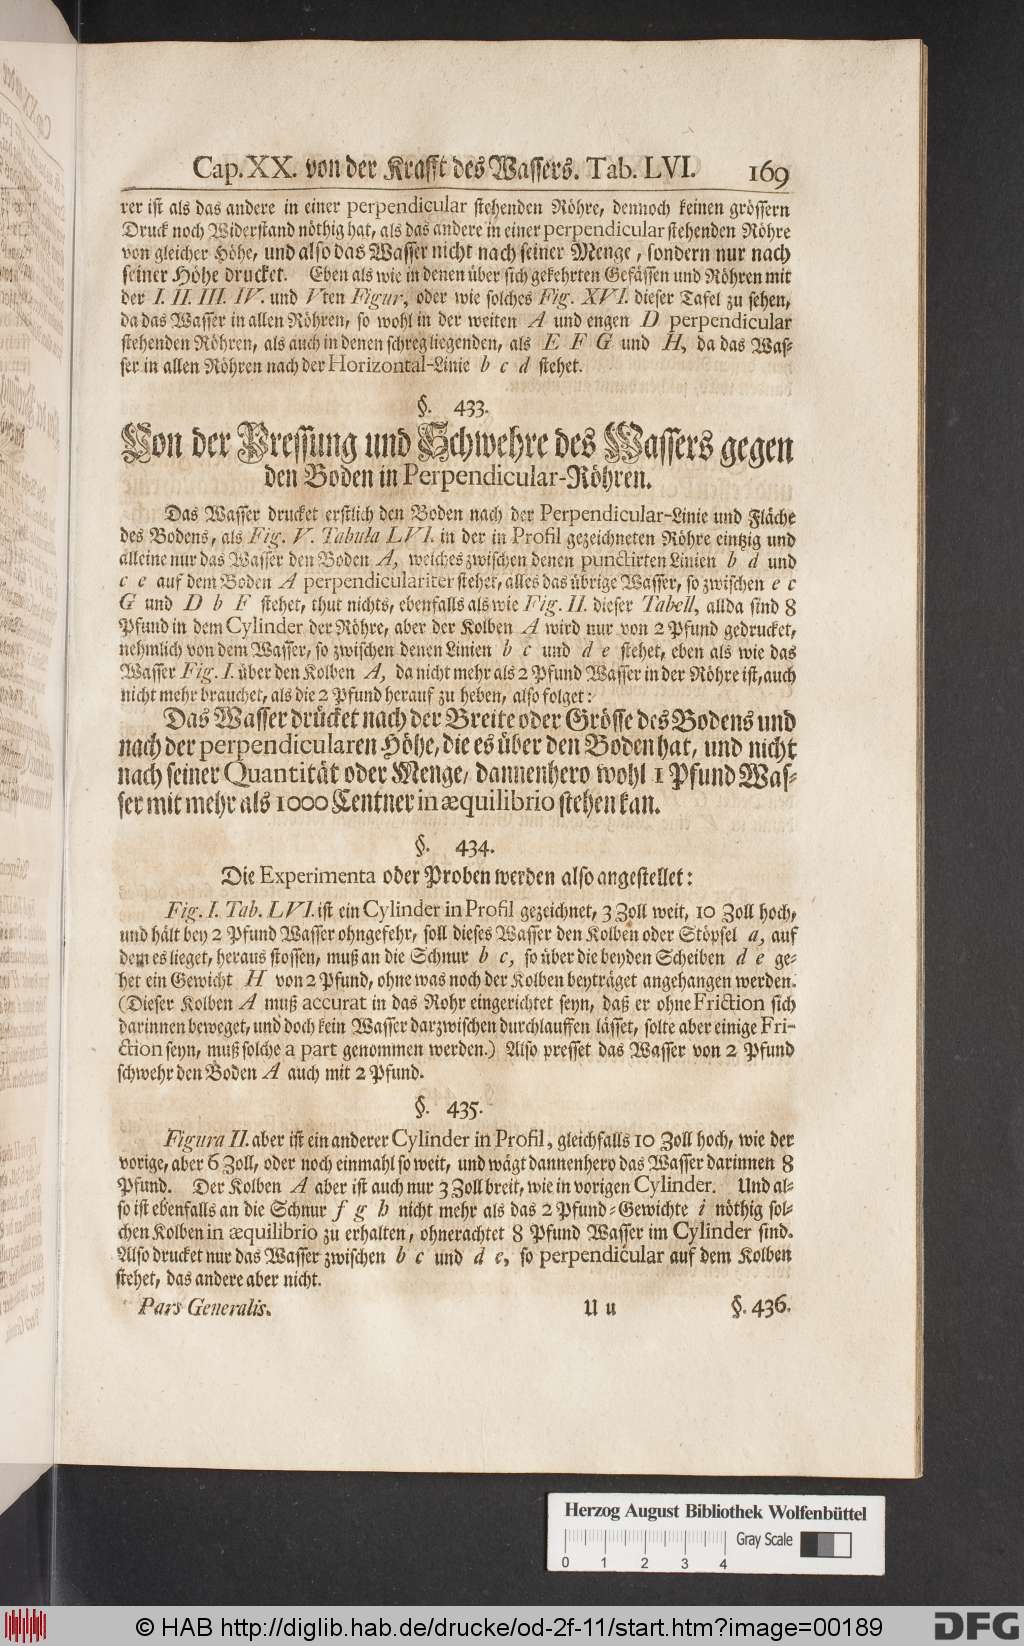 Cap. XX. von der Krafft des Wassers. Tab. LVI. 169
rer ist als das andere in einer perpendicular stehenden Röhre, dennoch keinen grössern
Druck noch Widerstand nöthig hat, als das andere in einer perpendicular stehenden Röhre
von gleicher Höhe, und also das Wasser nicht nach seiner Menge, sondern nur nach
seiner Höhe drucket. Eben als wie in denen über sich gekehrten Gefässen und Röhren mit
der I. II. III. IV. und Vten Figur, oder wie solches Fig. XVI. dieser Tafel zu sehen,
da das Wasser in allen Röhren, so wohl in der weiten A und engen D perpendicular
stehenden Röhren, als auch in denen schreg liegenden, als E F G und H, da das Was-
ser in allen Röhren nach der Horizontal-Linie b c d stehet.
§. 433.
Von der Pressung und Schwehre des Wassers gegen
den Boden in Perpendicular-Röhren.
Das Wasser drucket erstlich den Boden nach der Perpendicular-Linie und Fläche
des Bodens, als Fig. V. Tabula LVI. in der in Profil gezeichneten Röhre eintzig und
alleine nur das Wasser den Boden A, welches zwischen denen punctirten Linien b d und
c e auf dem Boden A perpendiculariter stehet, alles das übrige Wasser, so zwischen e c
G und D b F stehet, thut nichts, ebenfalls als wie Fig. II. dieser Tabell, allda sind 8
Pfund in dem Cylinder der Röhre, aber der Kolben A wird nur von 2 Pfund gedrucket,
nehmlich von dem Wasser, so zwischen denen Linien b c und d e stehet, eben als wie das
Wasser Fig. I. über den Kolben A, da nicht mehr als 2 Pfund Wasser in der Röhre ist, auch
nicht mehr brauchet, als die 2 Pfund herauf zu heben, also folget:
Das Wasser drücket nach der Breite oder Grösse des Bodens und
nach der perpendicularen Höhe, die es über den Boden hat, und nicht
nach seiner Quantität oder Menge, dannenhero wohl 1 Pfund Was-
ser mit mehr als 1000 Centner in æquilibrio stehen kan.
§. 434.
Die Experimenta oder Proben werden also angestellet:
Fig. I. Tab. LVI. ist ein Cylinder in Profil gezeichnet, 3 Zoll weit, 10 Zoll hoch,
und hält bey 2 Pfund Wasser ohngefehr, soll dieses Wasser den Kolben oder Stöpsel a, auf
dem es lieget, heraus stossen, muß an die Schnur b c, so über die beyden Scheiben d e ge-
het ein Gewicht H von 2 Pfund, ohne was noch der Kolben beyträget angehangen werden.
(Dieser Kolben A muß accurat in das Rohr eingerichtet seyn, daß er ohne Friction sich
darinnen beweget, und doch kein Wasser darzwischen durchlauffen lässet, solte aber einige Fri-
ction seyn, muß solche a part genommen werden.) Also presset das Wasser von 2 Pfund
schwehr den Boden A auch mit 2 Pfund.
§. 435.
Figura II. aber ist ein anderer Cylinder in Profil, gleichfalls 10 Zoll hoch, wie der
vorige, aber 6 Zoll, oder noch einmahl so weit, und wägt dannenhero das Wasser darinnen 8
Pfund. Der Kolben A aber ist auch nur 3 Zoll breit, wie in vorigen Cylinder. Und al-
so ist ebenfalls an die Schnur f g h nicht mehr als das 2 Pfund-Gewichte i nöthig sol-
chen Kolben in æquilibrio zu erhalten, ohnerachtet 8 Pfund Wasser im Cylinder sind.
Also drucket nur das Wasser zwischen b c und d e, so perpendicular auf dem Kolben
stehet, das andere aber nicht.
Pars Generalis. U u §. 436.
Herzog August Bibliothek Wolfenbüttel
Gray Scale
0 1 2 3 4
© HAB http://diglib.hab.de/drucke/od-2f-11/start.htm?image=00189
DFG